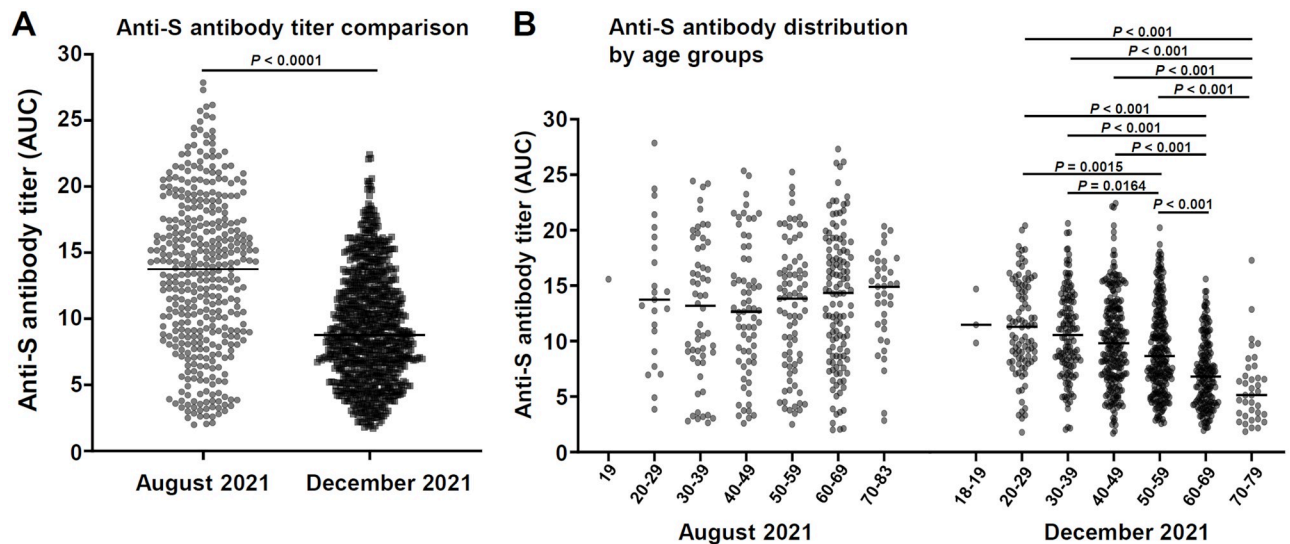 A
Anti-S antibody titer comparison
P < 0.0001
30
25
20
15
10
5
0
Anti-S antibody titer (AUC)
August 2021
December 2021
B
Anti-S antibody distribution
by age groups
P < 0.001
P < 0.001
P < 0.001
P < 0.001
P < 0.001
P < 0.001
P < 0.001
P = 0.0015
P = 0.0164
P < 0.001
30
25
20
15
10
5
0
Anti-S antibody titer (AUC)
19
20-29
30-39
40-49
50-59
60-69
70-83
18-19
20-29
30-39
40-49
50-59
60-69
70-79
August 2021
December 2021